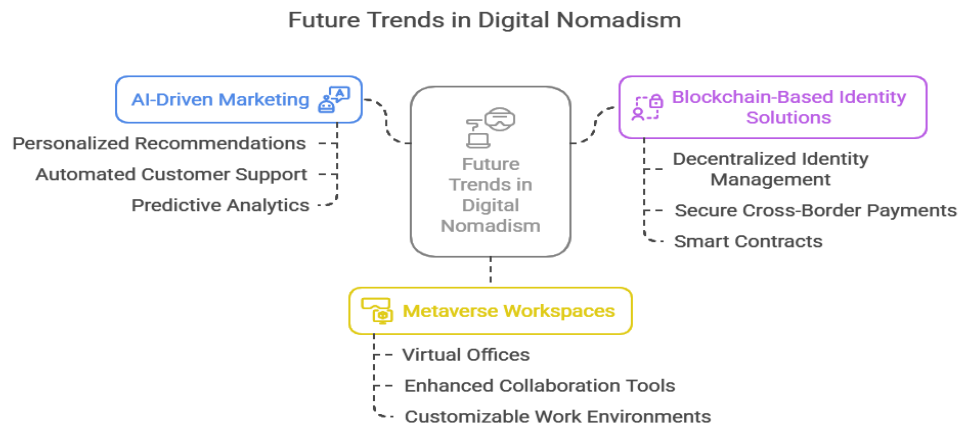 Future Trends in Digital Nomadism
AI-Driven Marketing
Personalized Recommendations
Automated Customer Support
Predictive Analytics
Future
Trends in
Digital
Nomadism
Blockchain-Based Identity
Solutions
Decentralized Identity
Management
Secure Cross-Border Payments
Smart Contracts
Metaverse Workspaces
Virtual Offices
Enhanced Collaboration Tools
Customizable Work Environments